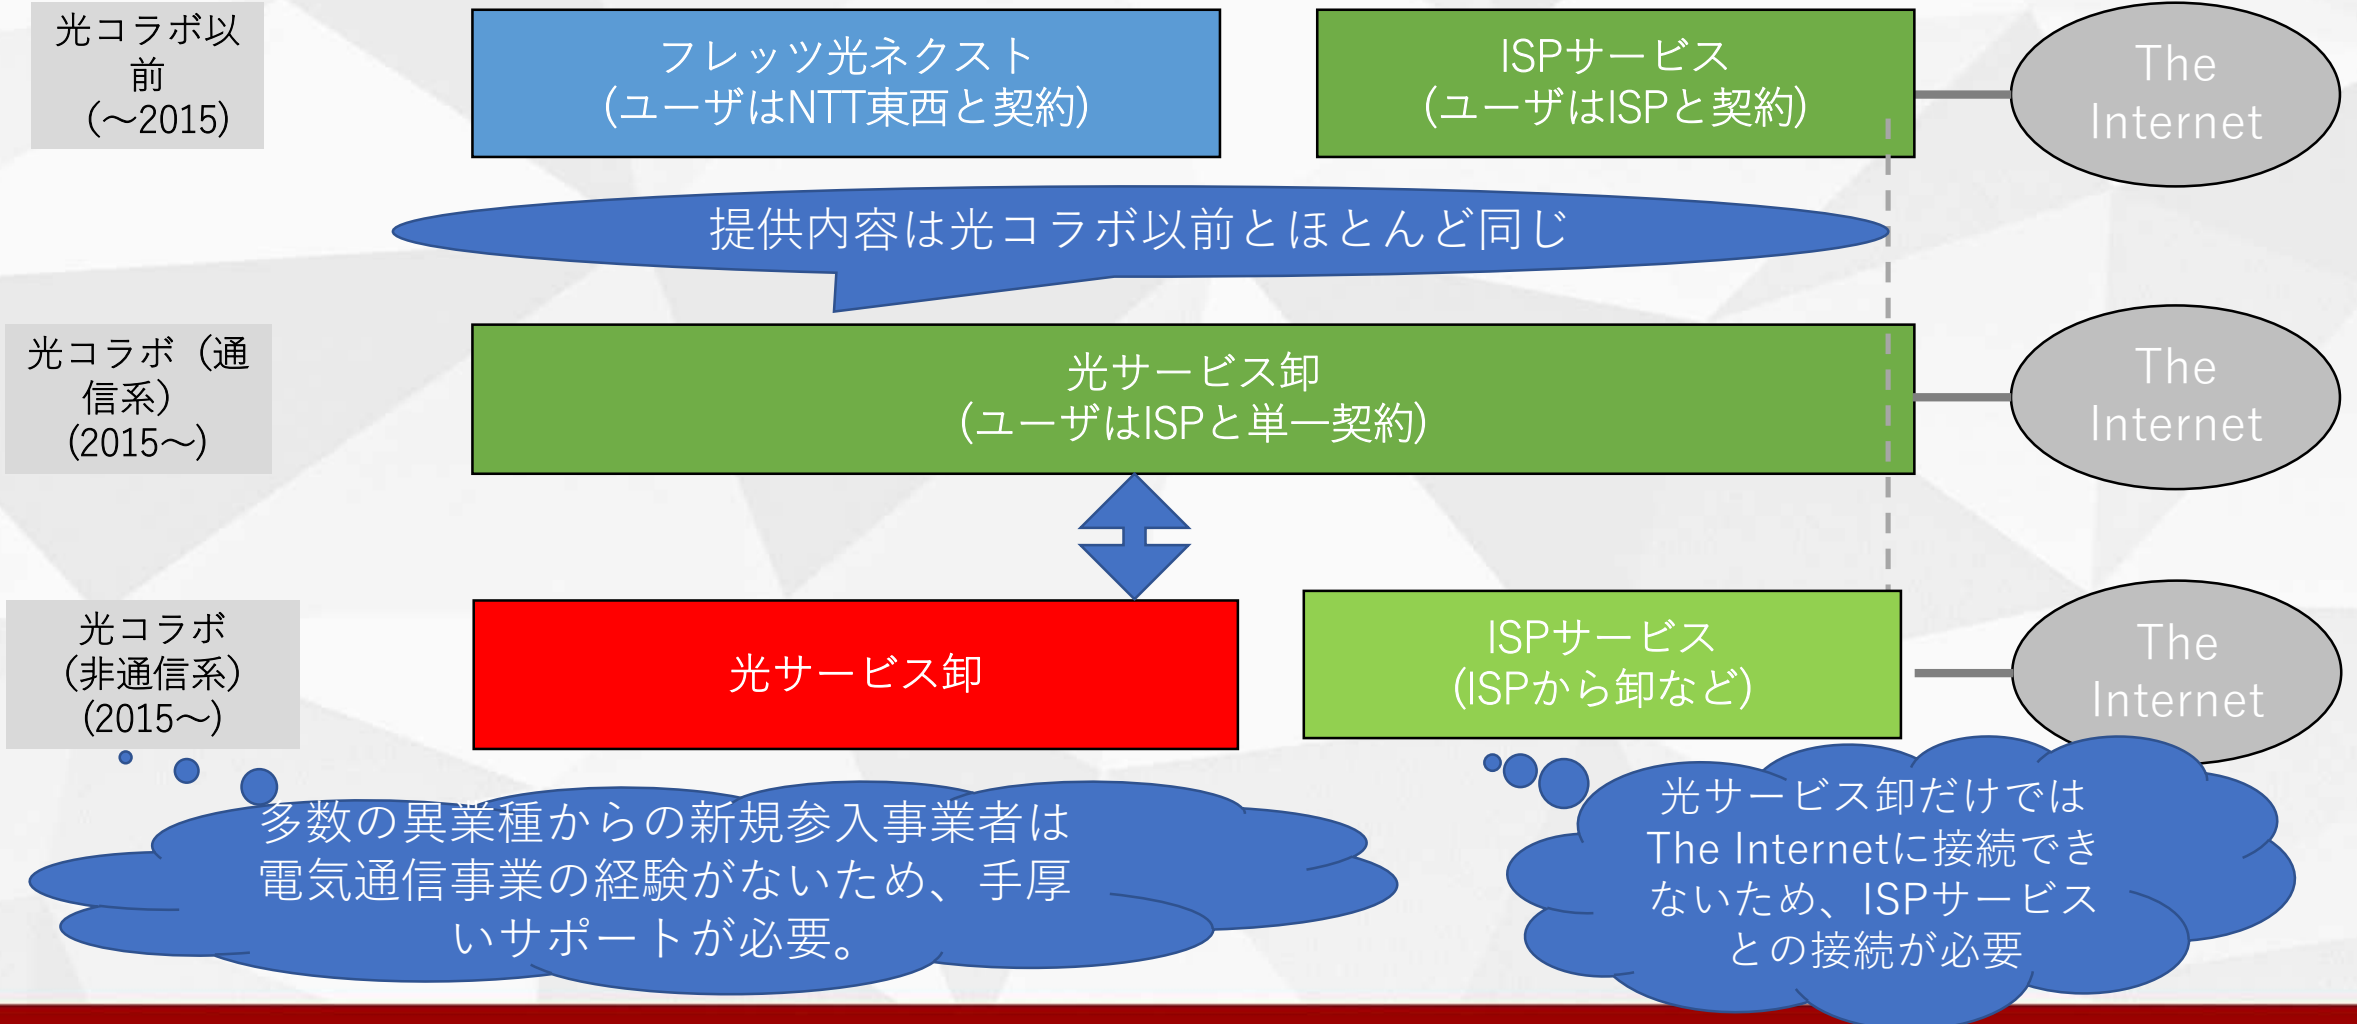 光コラボ以
前
(～2015)
フレッツ光ネクスト
(ユーザはNTT東西と契約)
ISPサービス
(ユーザはISPと契約)
The
Internet
提供内容は光コラボ以前とほとんど同じ
光コラボ（通
信系）
(2015～)
光サービス卸
(ユーザはISPと単一契約)
The
Internet
光コラボ
(非通信系)
(2015～)
光サービス卸
ISPサービス
(ISPから卸など)
The
Internet
多数の異業種からの新規参入事業者は
電気通信事業の経験がないため、手厚
いサポートが必要。
光サービス卸だけでは
The Internetに接続でき
ないため、ISPサービス
との接続が必要